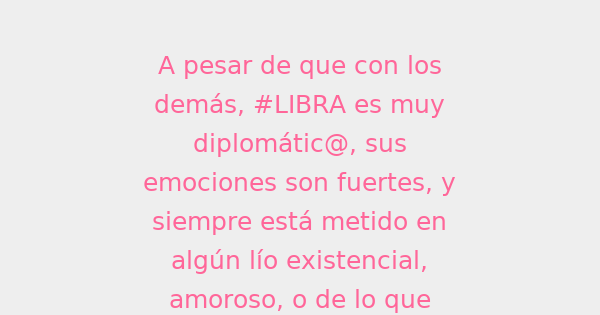 A pesar de que con los
demás, #LIBRA es muy
diplomátic@, sus
emociones son fuertes, y
siempre está metido en
algún lío existencial,
amoroso, o de lo que